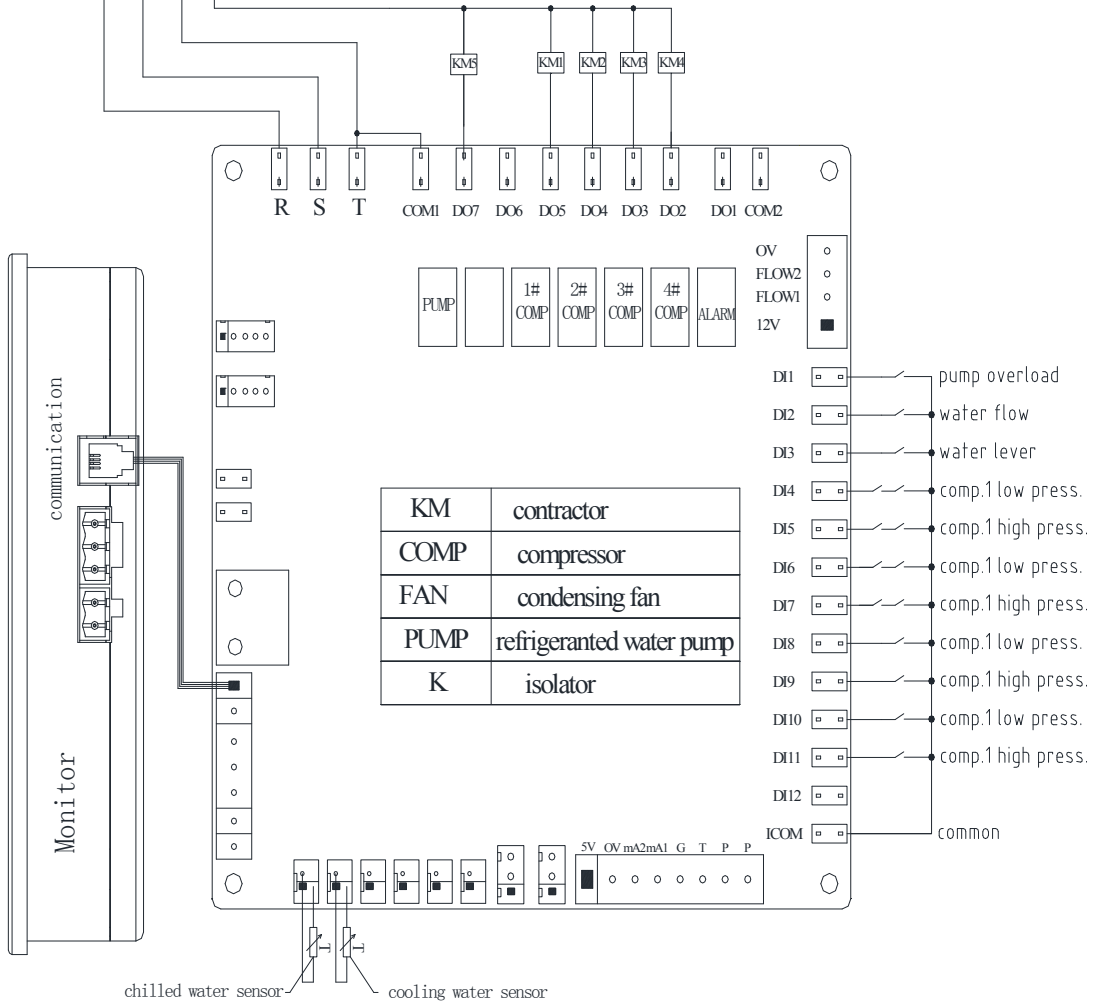 KM5 KM1 KM2 KM3 KM4
R S T COM1 DO7 DO6 DO5 DO4 DO3 DO2 DO1 COM2
OV
FLOW2
FLOW1
12V
PUMP
1# COMP
2# COMP
3# COMP
4# COMP
ALARM
communication
Monitor
DI1 pump overload
DI2 water flow
DI3 water lever
DI4 comp.1 low press.
DI5 comp.1 high press.
DI6 comp.1 low press.
DI7 comp.1 high press.
DI8 comp.1 low press.
DI9 comp.1 high press.
DI10 comp.1 low press.
DI11 comp.1 high press.
DI12
ICOM common
KM contractor
COMP compressor
FAN condensing fan
PUMP refrigeranted water pump
K isolator
5V OV mA2 mA1 G T P P
T T
chilled water sensor cooling water sensor